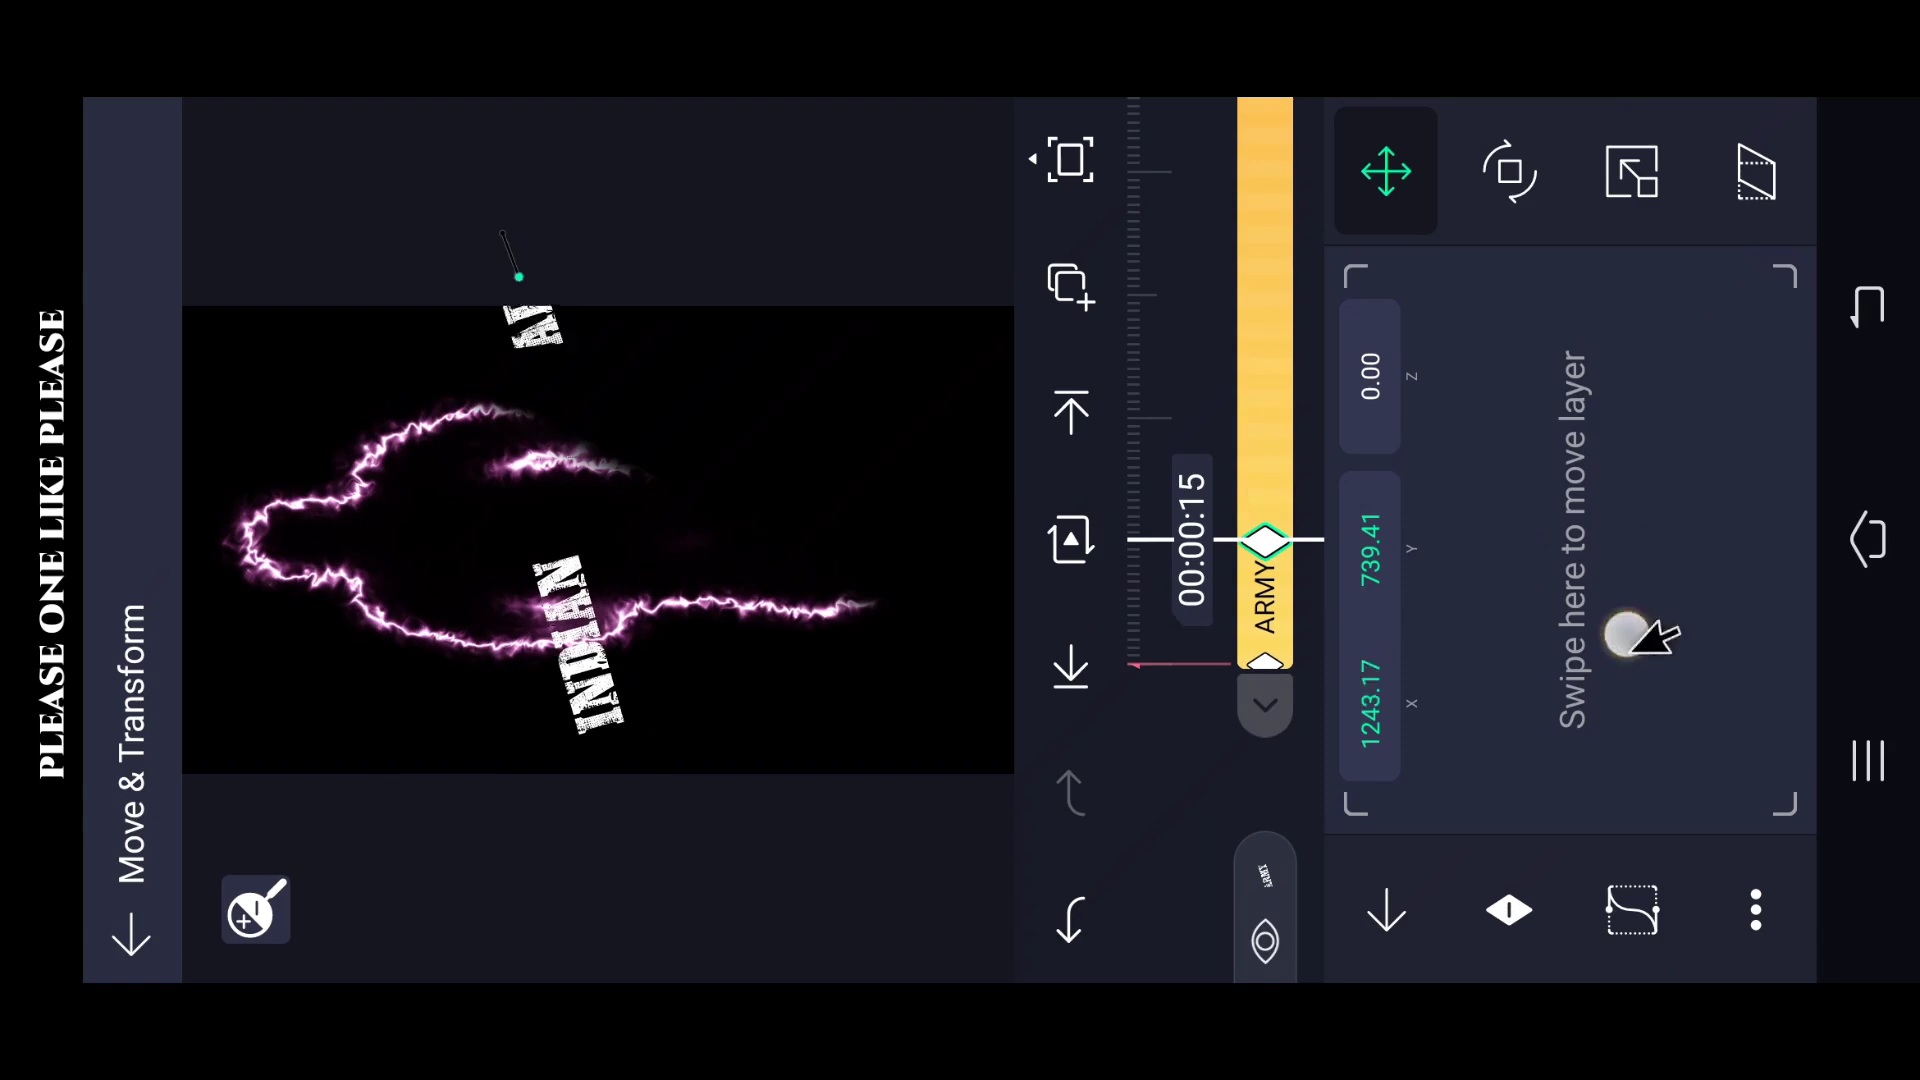 PLEASE ONE LIKE PLEASE
Move & Transform
INDIAN
00:00:15
ARMY
1243.17
X
739.41
Y
0.00
Z
Swipe here to move layer